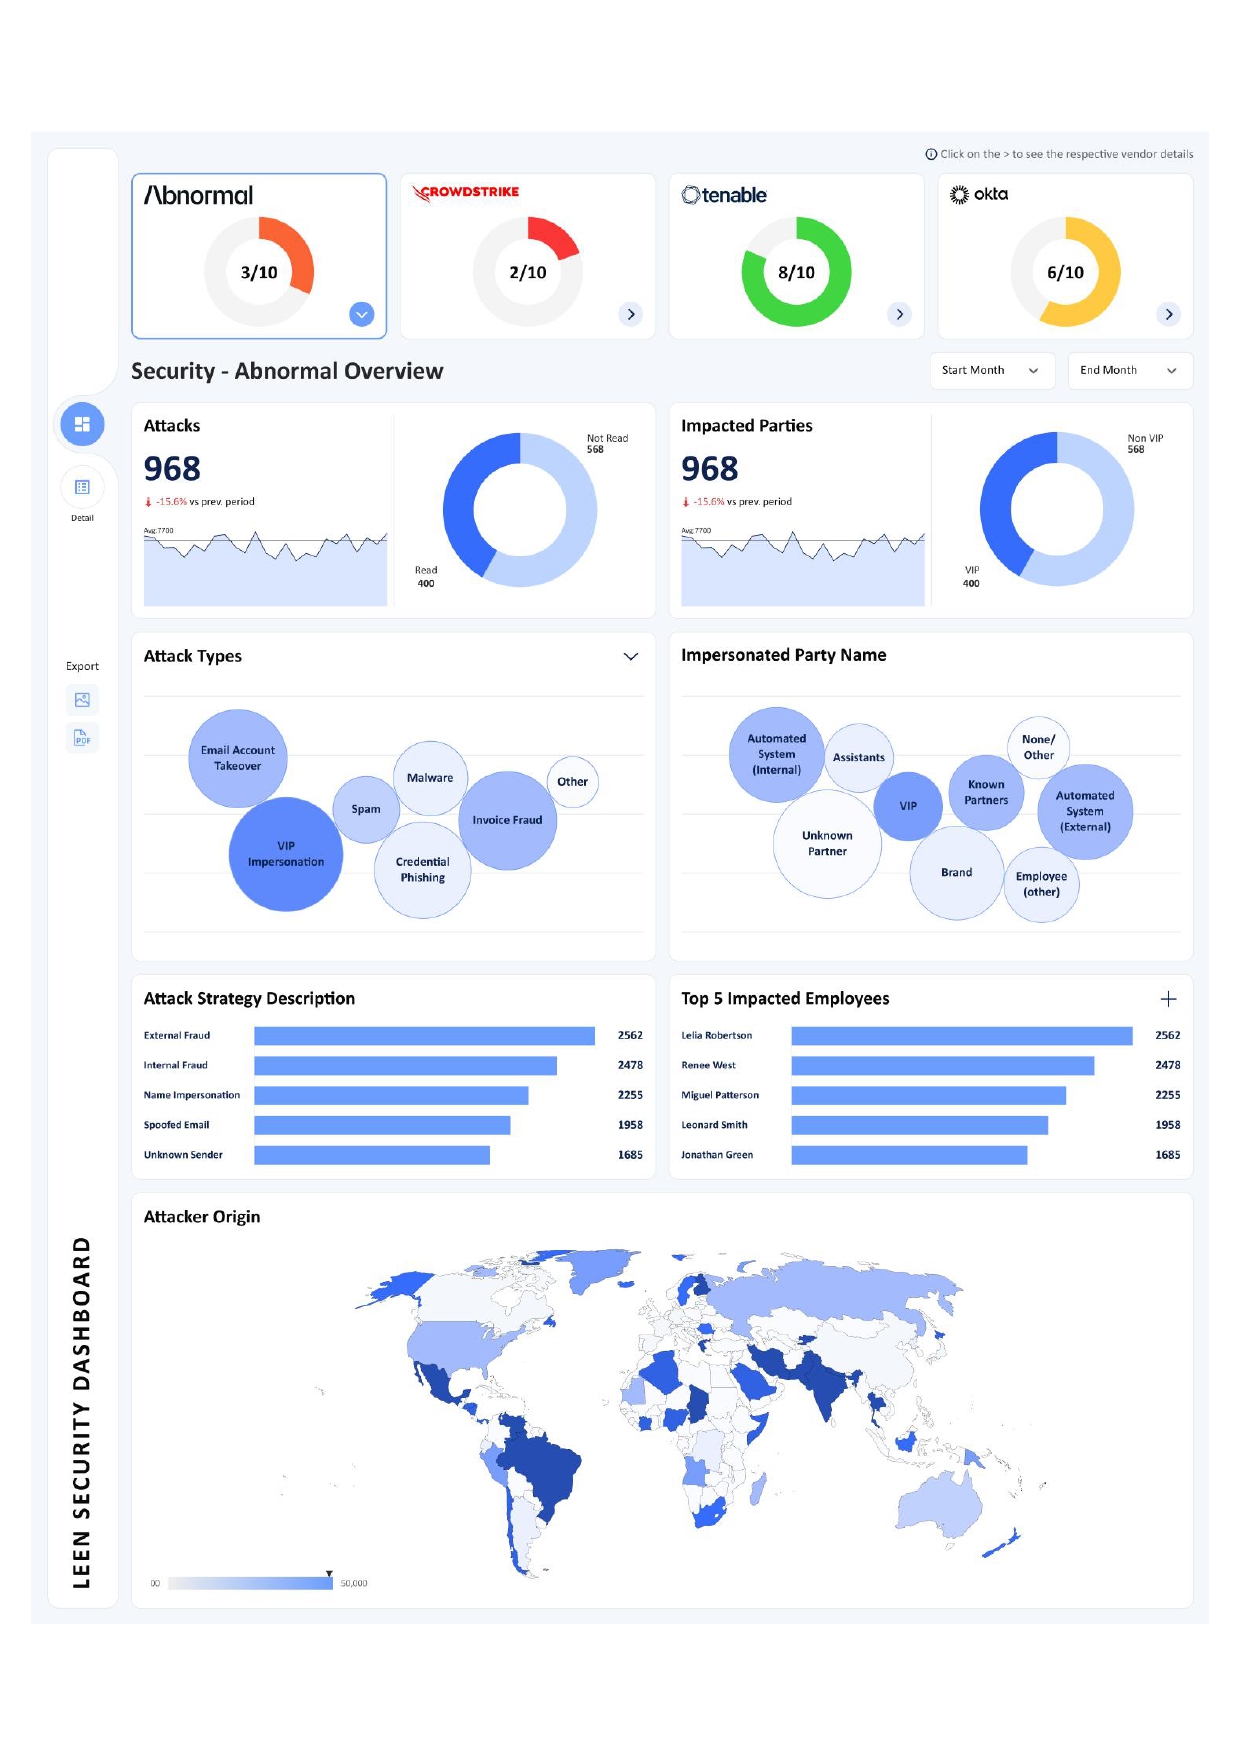 Click on the > to see the respective vendor details
Abnormal
3/10
CROWDSTRIKE
2/10
tenable
8/10
okta
6/10
Security - Abnormal Overview
Start Month
End Month
Detail
Export
PDF
LEEN SECURITY DASHBOARD
Attacks
968
-15.6% vs prev. period
Avg:7700
Not Read
568
Read
400
Impacted Parties
968
-15.6% vs prev. period
Avg:7700
Non VIP
568
VIP
400
Attack Types
Email Account
Takeover
VIP
Impersonation
Spam
Malware
Credential
Phishing
Invoice Fraud
Other
Impersonated Party Name
Automated
System
(Internal)
Assistants
Unknown
Partner
VIP
Known
Partners
None/
Other
Automated
System
(External)
Brand
Employee
(other)
Attack Strategy Description
External Fraud 2562
Internal Fraud 2478
Name Impersonation 2255
Spoofed Email 1958
Unknown Sender 1685
Top 5 Impacted Employees
Lelia Robertson 2562
Renee West 2478
Miguel Patterson 2255
Leonard Smith 1958
Jonathan Green 1685
Attacker Origin
00
50,000